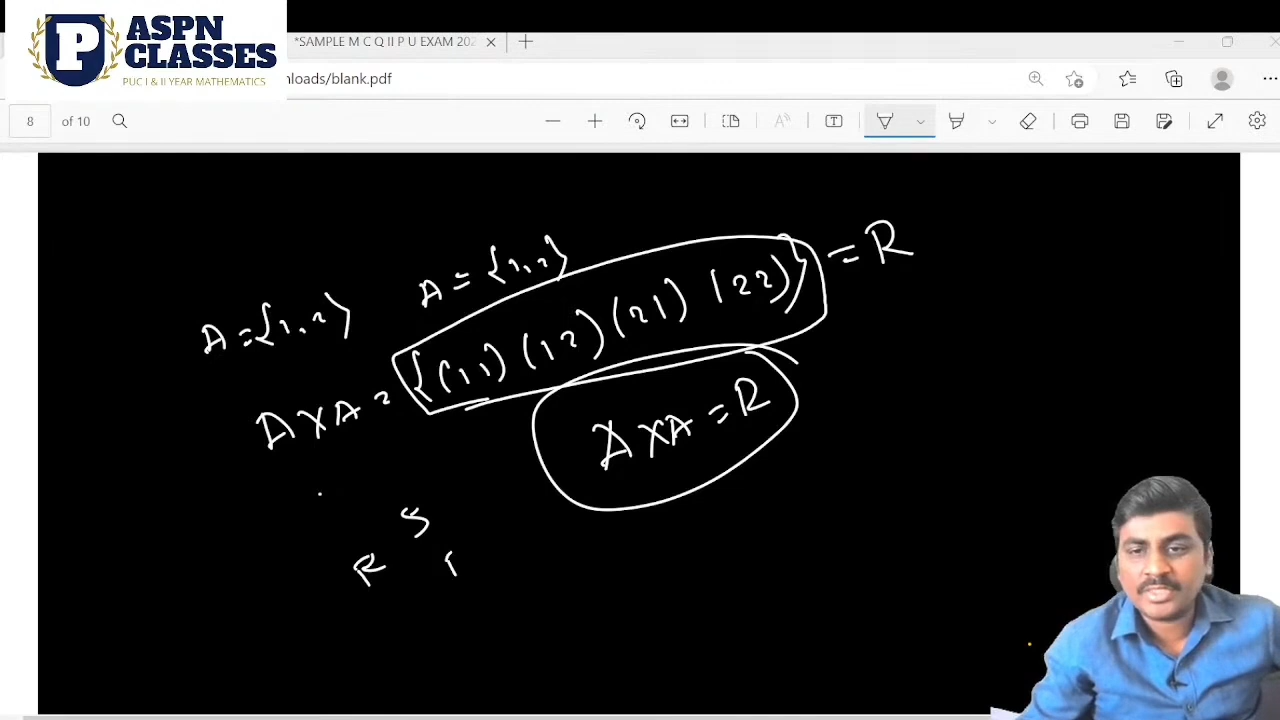 ASPN
CLASSES
PUC I & II YEAR MATHEMATICS
P
*SAMPLE M C Q II P U EXAM 202
nloads/blank.pdf
8 of 10
A = {1,2}
A = {1,2}
A X A = {(1 1) (1 2) (2 1) (2 2)} = R
A X A = R
S
R